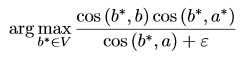 arg max_{b*∈V} cos (b*, b) cos (b*, a*) / cos (b*, a) + ε